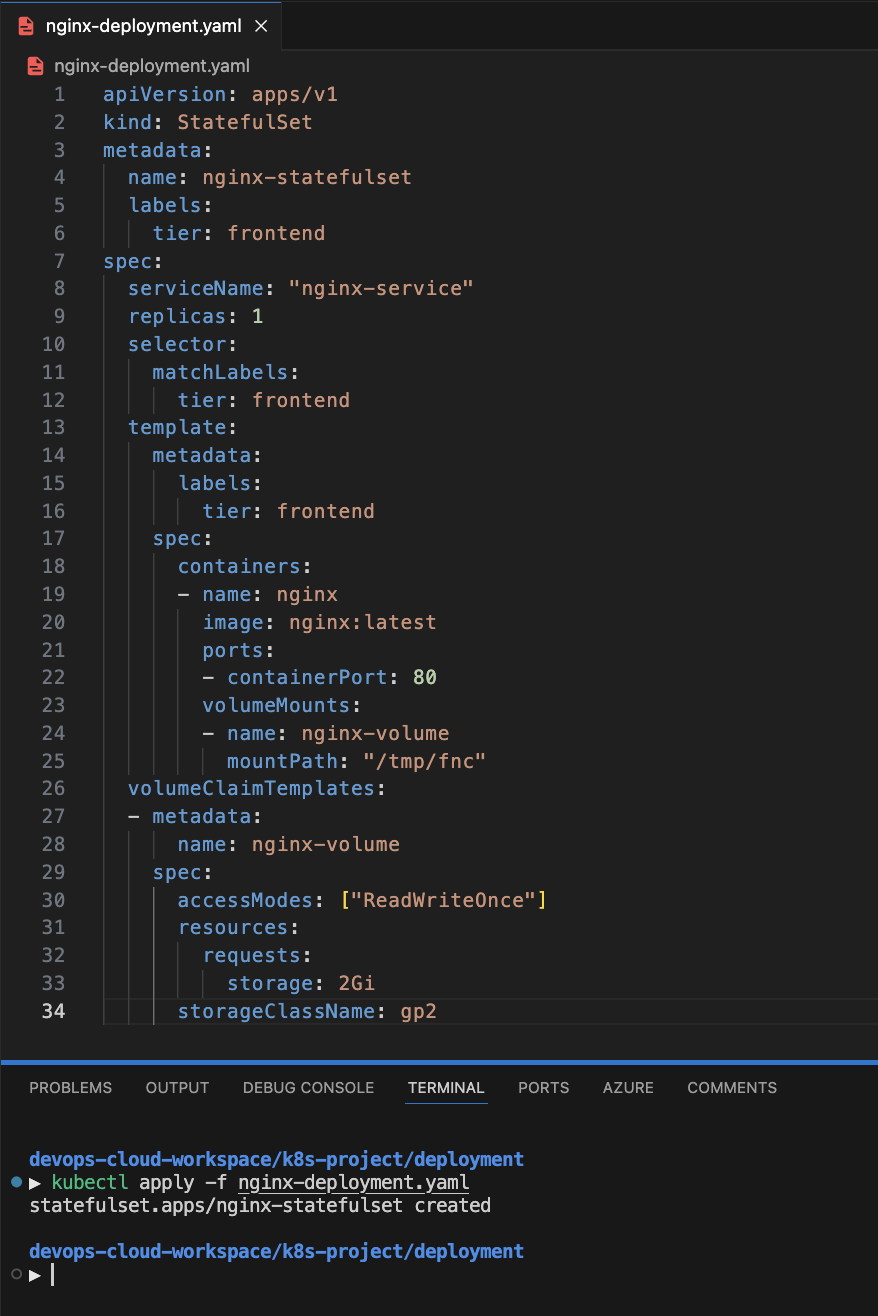 nginx-deployment.yaml
nginx-deployment.yaml
1 apiVersion: apps/v1
2 kind: StatefulSet
3 metadata:
4   name: nginx-statefulset
5   labels:
6     tier: frontend
7 spec:
8   serviceName: "nginx-service"
9   replicas: 1
10   selector:
11     matchLabels:
12       tier: frontend
13   template:
14     metadata:
15       labels:
16         tier: frontend
17     spec:
18       containers:
19       - name: nginx
20         image: nginx:latest
21         ports:
22         - containerPort: 80
23         volumeMounts:
24         - name: nginx-volume
25           mountPath: "/tmp/fnc"
26   volumeClaimTemplates:
27   - metadata:
28       name: nginx-volume
29     spec:
30       accessModes: ["ReadWriteOnce"]
31       resources:
32         requests:
33           storage: 2Gi
34       storageClassName: gp2
PROBLEMS OUTPUT DEBUG CONSOLE TERMINAL PORTS AZURE COMMENTS
devops-cloud-workspace/k8s-project/deployment
▶ kubectl apply -f nginx-deployment.yaml
statefulset.apps/nginx-statefulset created
devops-cloud-workspace/k8s-project/deployment
▶